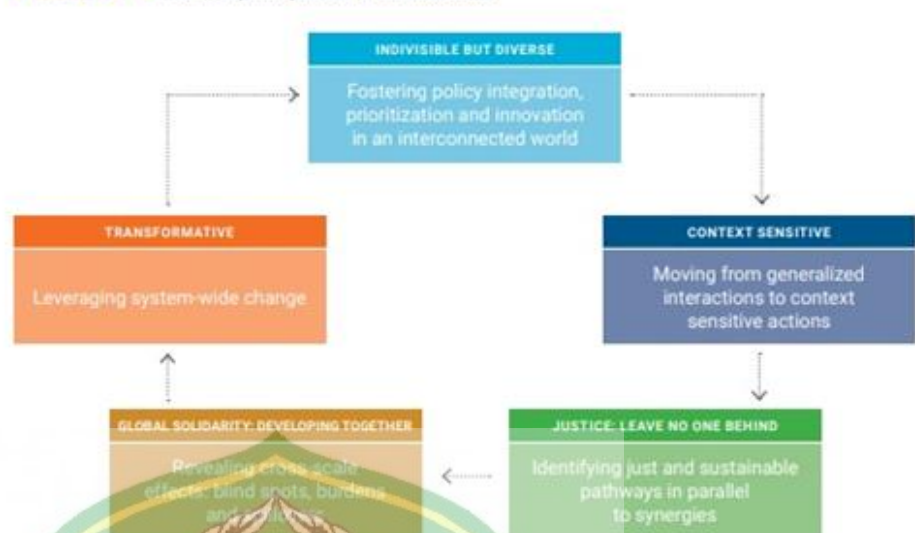 INDIVISIBLE BUT DIVERSE
Fostering policy integration,
prioritization and innovation
in an interconnected world
TRANSFORMATIVE
Leveraging system-wide change
CONTEXT SENSITIVE
Moving from generalized
interactions to context
sensitive actions
GLOBAL SOLIDARITY: DEVELOPING TOGETHER
Revealing cross scale
effects: blind spots, burdens
and
JUSTICE: LEAVE NO ONE BEHIND
Identifying just and sustainable
pathways in parallel
to synergies